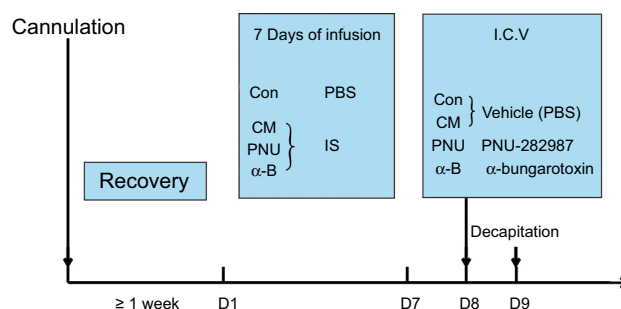 Cannulation
Recovery
7 Days of infusion
Con PBS
CM
PNU IS
α-B
I.C.V
Con
CM Vehicle (PBS)
PNU PNU-282987
α-B α-bungarotoxin
Decapitation
≥ 1 week D1 D7 D8 D9